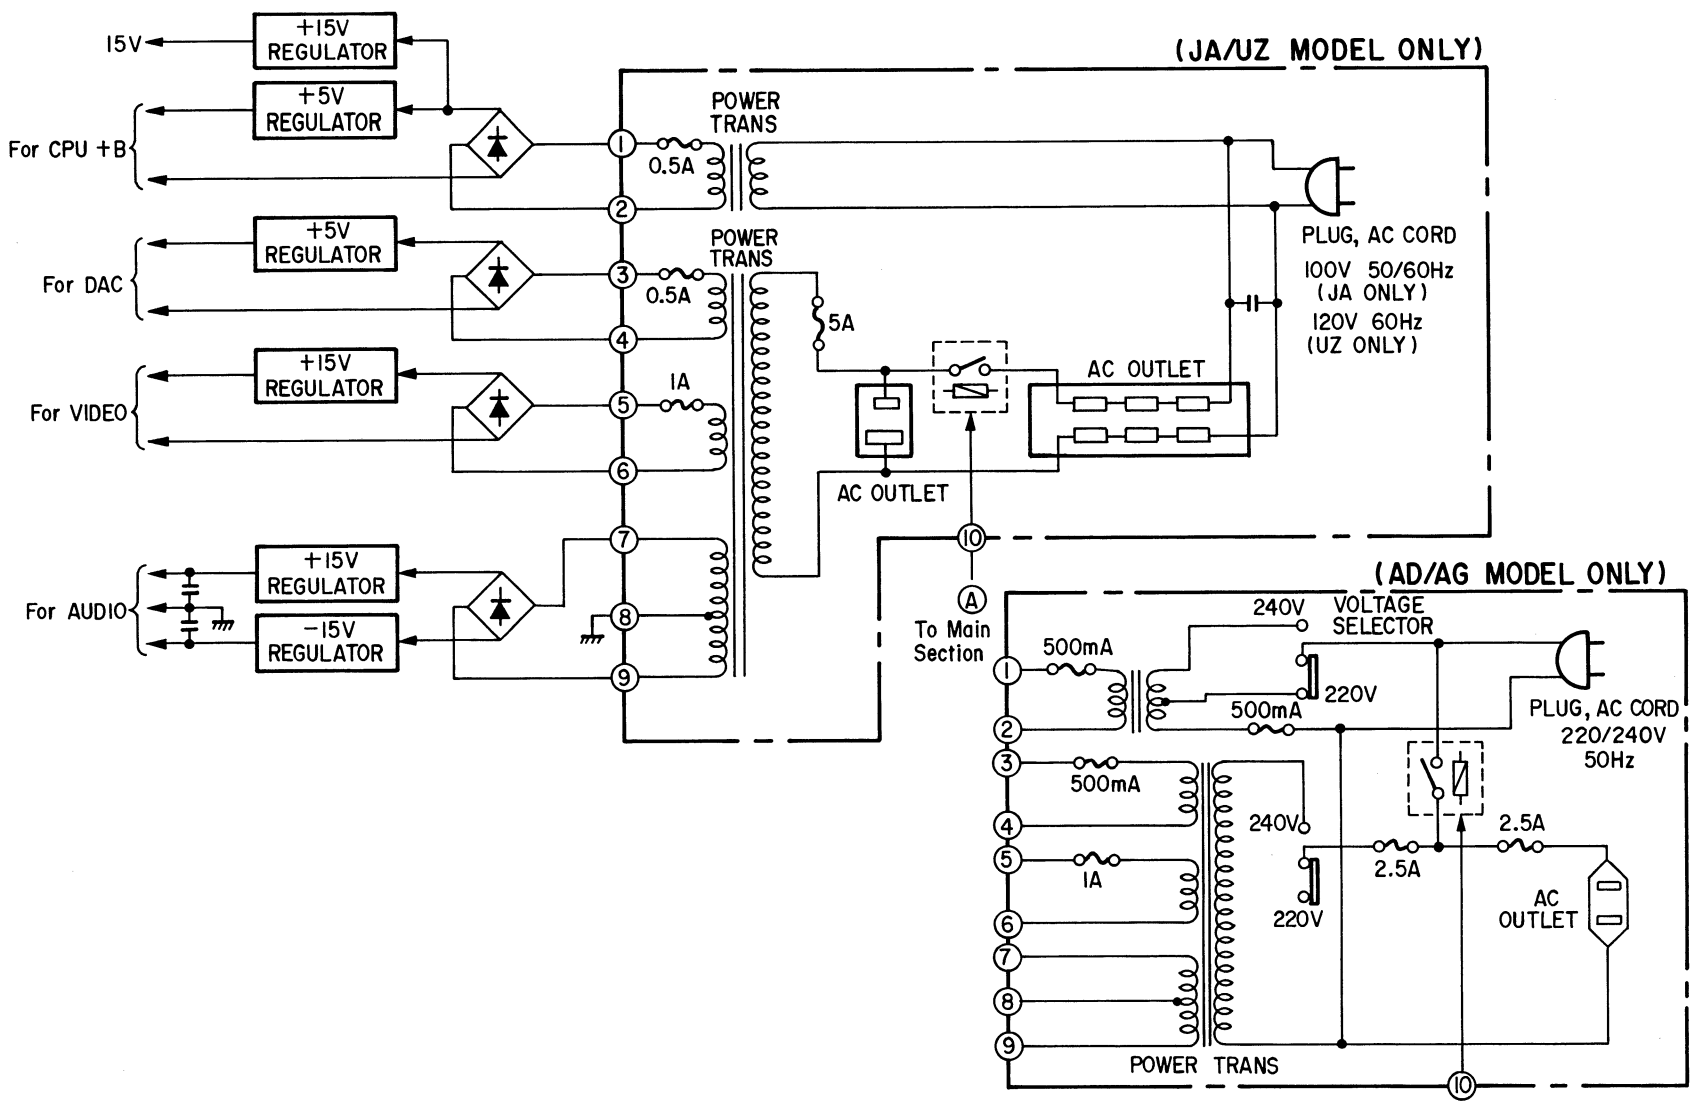 15V
+15V
REGULATOR
+5V
REGULATOR
For CPU +B
+5V
REGULATOR
For DAC
+15V
REGULATOR
For VIDEO
+15V
REGULATOR
-15V
REGULATOR
For AUDIO
(JA/UZ MODEL ONLY)
POWER
TRANS
1
0.5A
2
POWER
TRANS
3
0.5A
4
1A
5
6
7
8
9
5A
AC OUTLET
AC OUTLET
PLUG, AC CORD
100V 50/60Hz
(JA ONLY)
120V 60Hz
(UZ ONLY)
10
A
To Main
Section
(AD/AG MODEL ONLY)
240V
VOLTAGE
SELECTOR
500mA
1
220V
500mA
2
PLUG, AC CORD
220/240V
50Hz
3
500mA
4
240V
2.5A
2.5A
5
1A
220V
AC
OUTLET
6
7
8
9
POWER TRANS
10